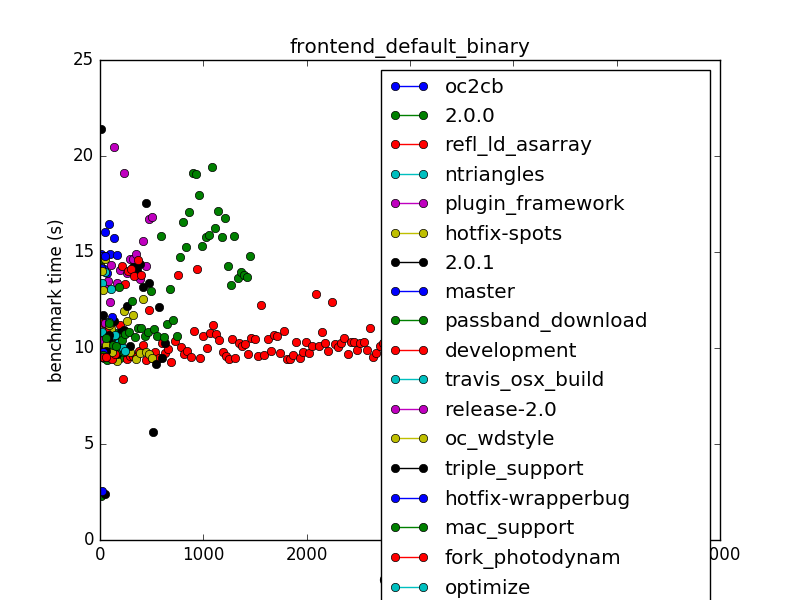 frontend_default_binary
25
20
15
10
5
0
benchmark time (s)
0
1000
2000
000
oc2cb
2.0.0
refl_ld_asarray
ntriangles
plugin_framework
hotfix-spots
2.0.1
master
passband_download
development
travis_osx_build
release-2.0
oc_wdstyle
triple_support
hotfix-wrapperbug
mac_support
fork_photodynam
optimize